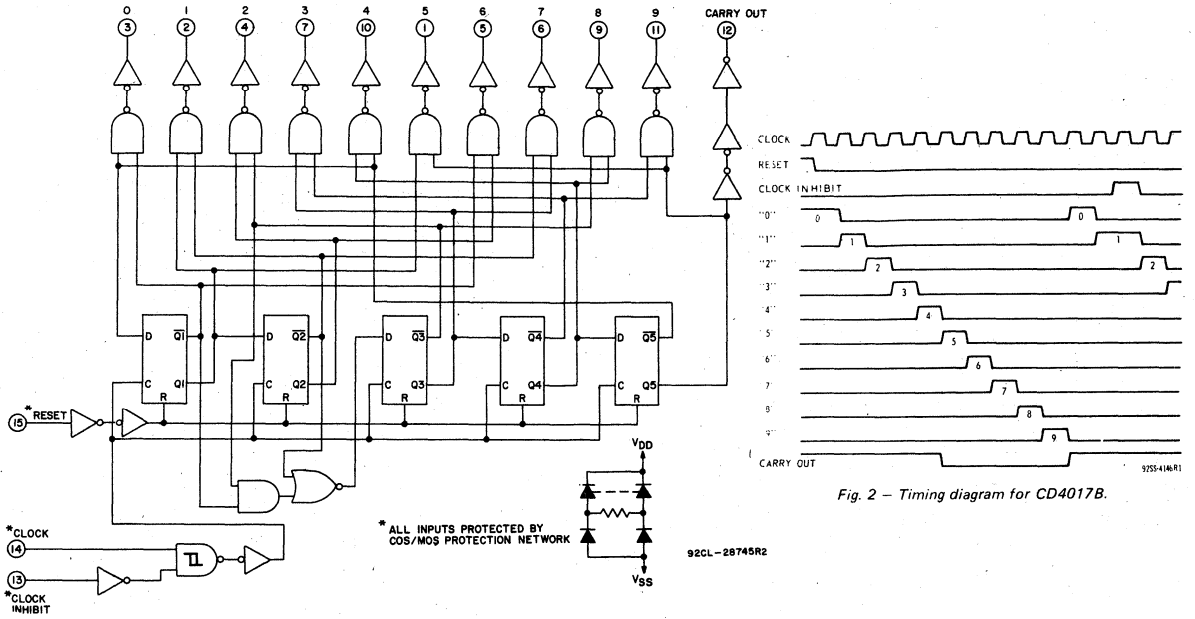 0 1 2 3 4 5 6 7 8 9 CARRY OUT
3 2 4 7 10 1 5 6 9 11 12
D Q1 C Q1 R
D Q2 C Q2 R
D Q3 C Q3 R
D Q4 C Q4 R
D Q5 C Q5 R
15 *RESET
*CLOCK
14
13
*CLOCK
INHIBIT
* ALL INPUTS PROTECTED BY
COS/MOS PROTECTION NETWORK
VDD
VSS
92CL-28745R2
CLOCK
RESET
CLOCK INHIBIT
"0" 0 0
"1" 1 1
"2" 2 2
"3" 3
"4" 4
5 5
6" 6
7 7
8 8
9
CARRY OUT
92SS-4146R1
Fig. 2 — Timing diagram for CD4017B.